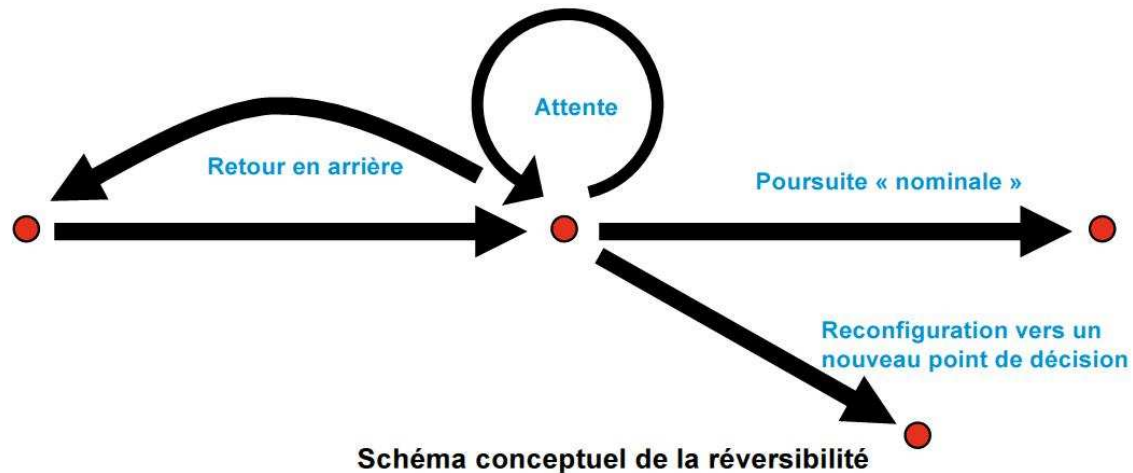 Attente
Retour en arrière
Poursuite « nominale »
Reconfiguration vers un
nouveau point de décision
Schéma conceptuel de la réversibilité